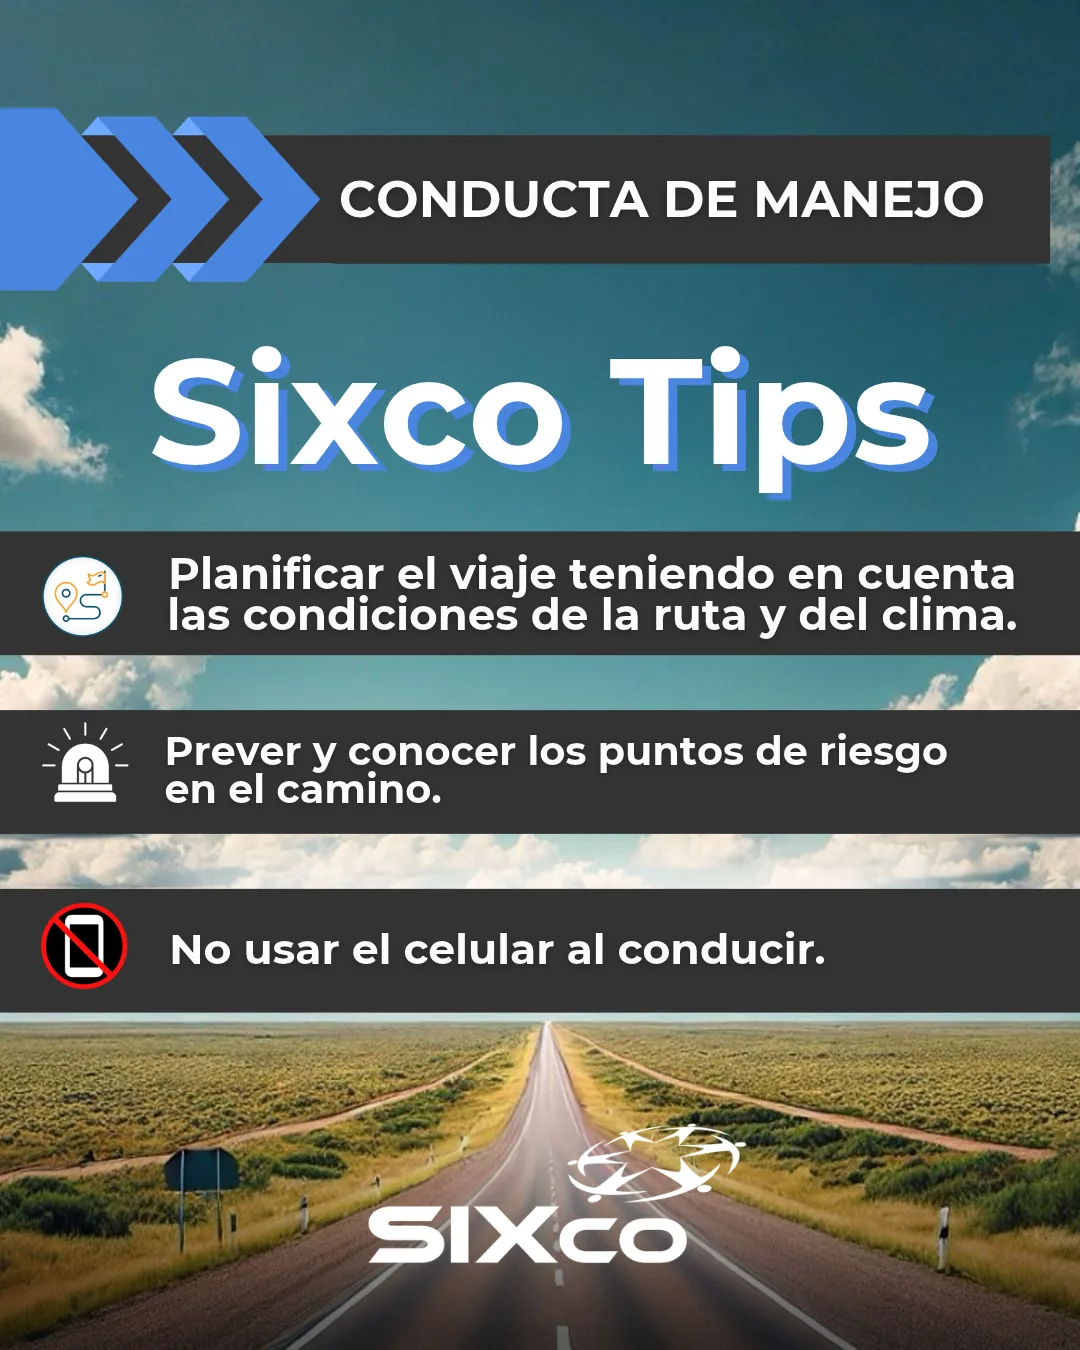 CONDUCTA DE MANEJO
Sixco Tips
Planificar el viaje teniendo en cuenta
las condiciones de la ruta y del clima.
Prever y conocer los puntos de riesgo
en el camino.
No usar el celular al conducir.
SIXco